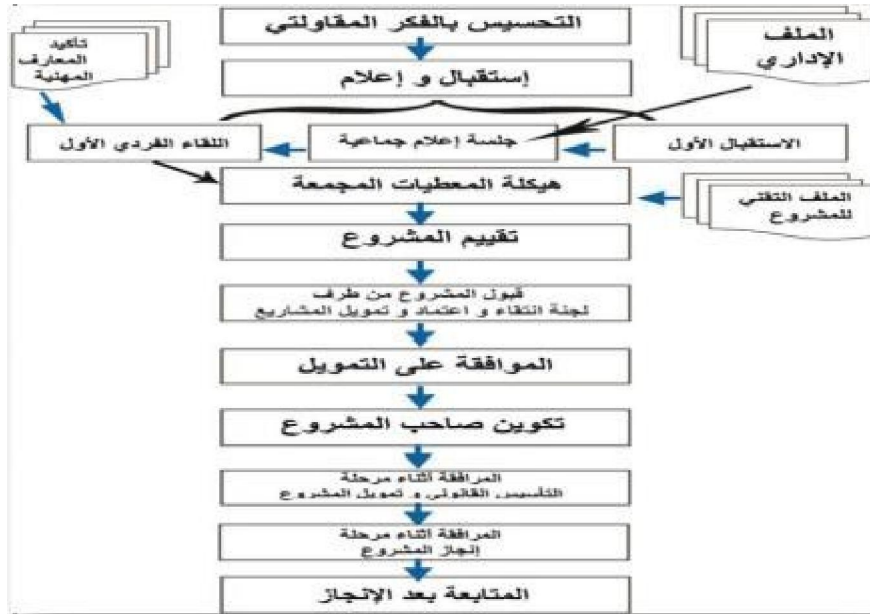 التحسيس بالفكر المقاولتي
الملف
الإداري
تأكيد
المعارف
المهنية
إستقبال و إعلام
الاستقبال الأول
جلسة إعلام جماعية
اللقاء الفردي الأول
هيكلة المعطيات المجمعة
الملف التقني
للمشروع
تقييم المشروع
قبول المشروع من طرف
لجنة انتقاء و اعتماد و تمويل المشاريع
الموافقة على التمويل
تكوين صاحب المشروع
المرافقة أثناء مرحلة
التأسيس القانوني و تمويل المشروع
المرافقة أثناء مرحلة
إنجاز المشروع
المتابعة بعد الإنجاز